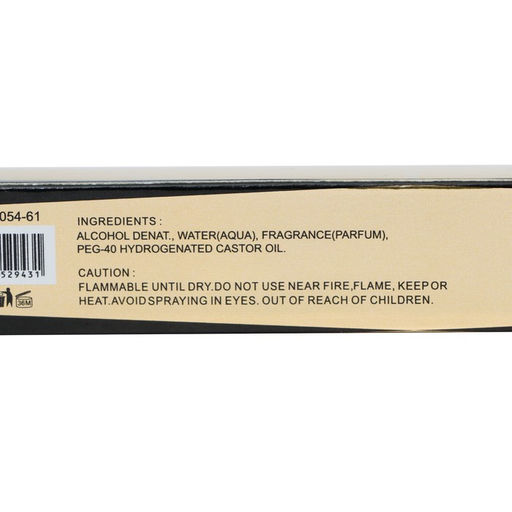 054-61
INGREDIENTS :
ALCOHOL DENAT., WATER(AQUA), FRAGRANCE(PARFUM),
PEG-40 HYDROGENATED CASTOR OIL.
529431
CAUTION :
FLAMMABLE UNTIL DRY.DO NOT USE NEAR FIRE,FLAME, KEEP OR
HEAT.AVOID SPRAYING IN EYES. OUT OF REACH OF CHILDREN.
36M